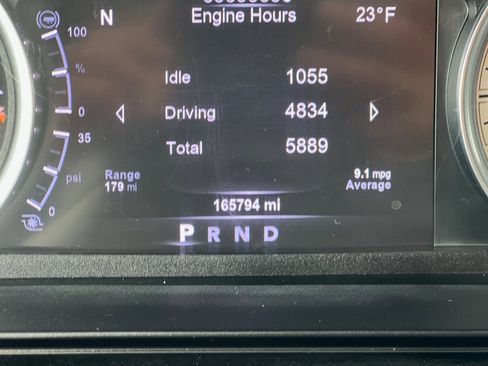 N Engine Hours 23°F
100
%
0
Idle 1055
Driving 4834
Total 5889
35
psi
0
Range
179 mi
9.1 mpg
Average
165794 mi
P R N D